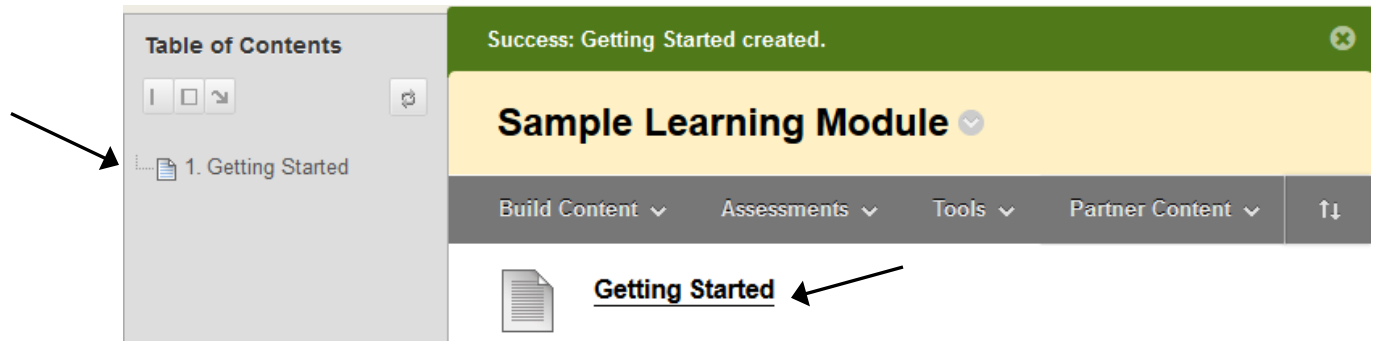 Table of Contents
1. Getting Started
Success: Getting Started created.
Sample Learning Module
Build Content Assessments Tools Partner Content
Getting Started